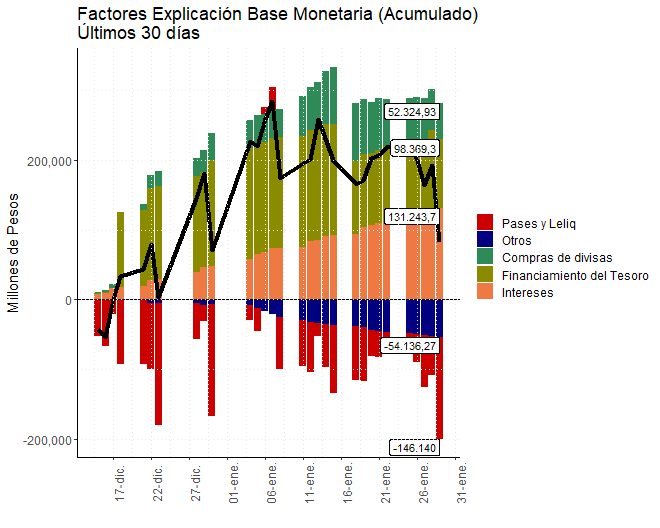 Factores Explicación Base Monetaria (Acumulado)
Últimos 30 días
Millones de Pesos
200,000
0
-200,000
52.324,93
98.369,3
131.243,7
-54.136,27
-146.140
17-dic.
22-dic.
27-dic.
01-ene.
06-ene.
11-ene.
16-ene.
21-ene.
26-ene.
31-ene.
Pases y Leliq
Otros
Compras de divisas
Financiamiento del Tesoro
Intereses